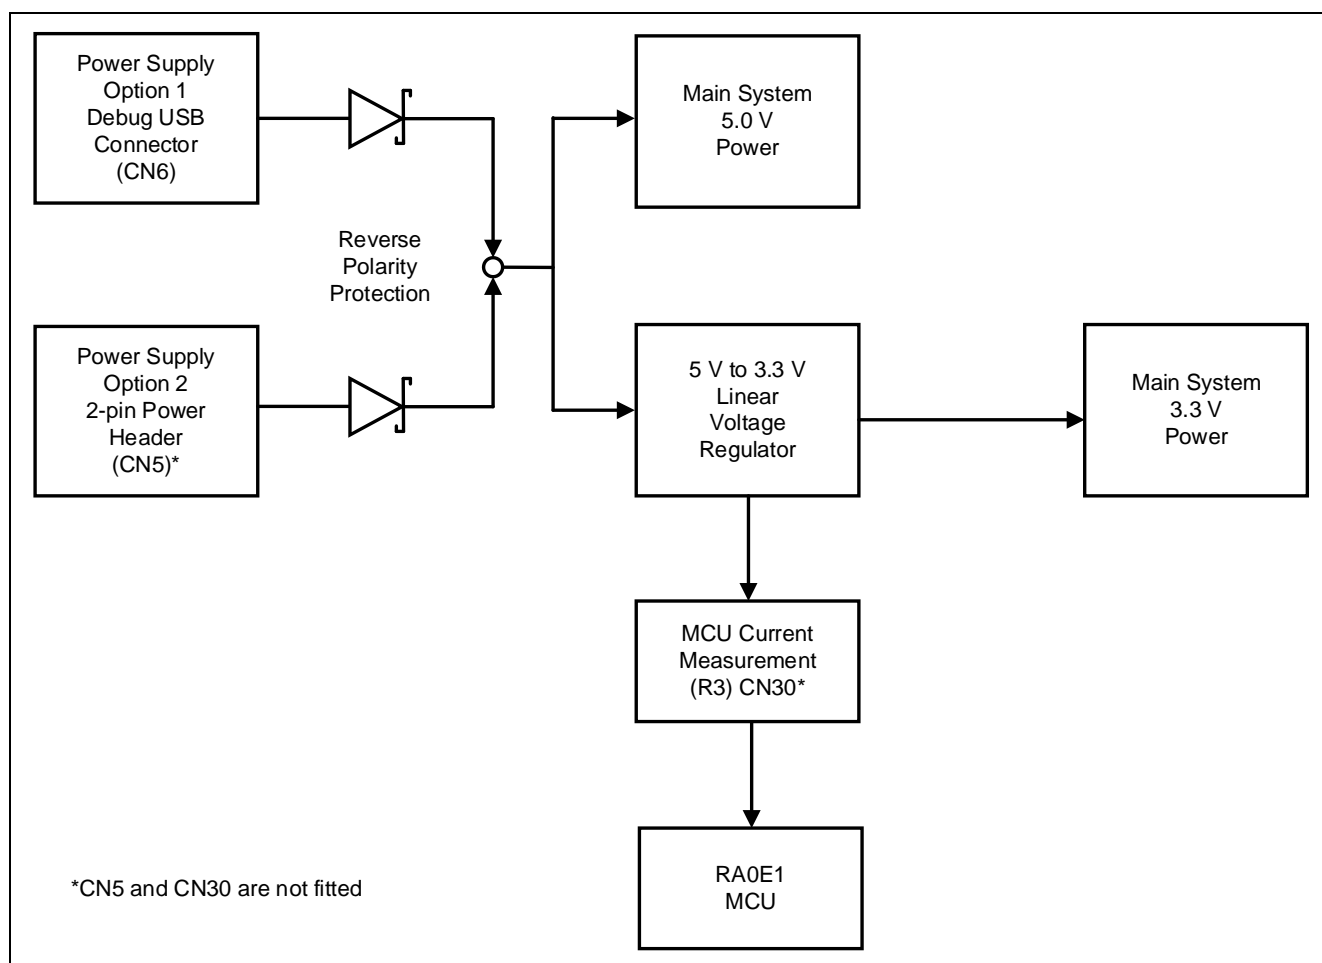 Power Supply
Option 1
Debug USB
Connector
(CN6)
Main System
5.0 V
Power
Reverse
Polarity
Protection
Power Supply
Option 2
2-pin Power
Header
(CN5)*
5 V to 3.3 V
Linear
Voltage
Regulator
Main System
3.3 V
Power
MCU Current
Measurement
(R3) CN30*
RA0E1
MCU
*CN5 and CN30 are not fitted